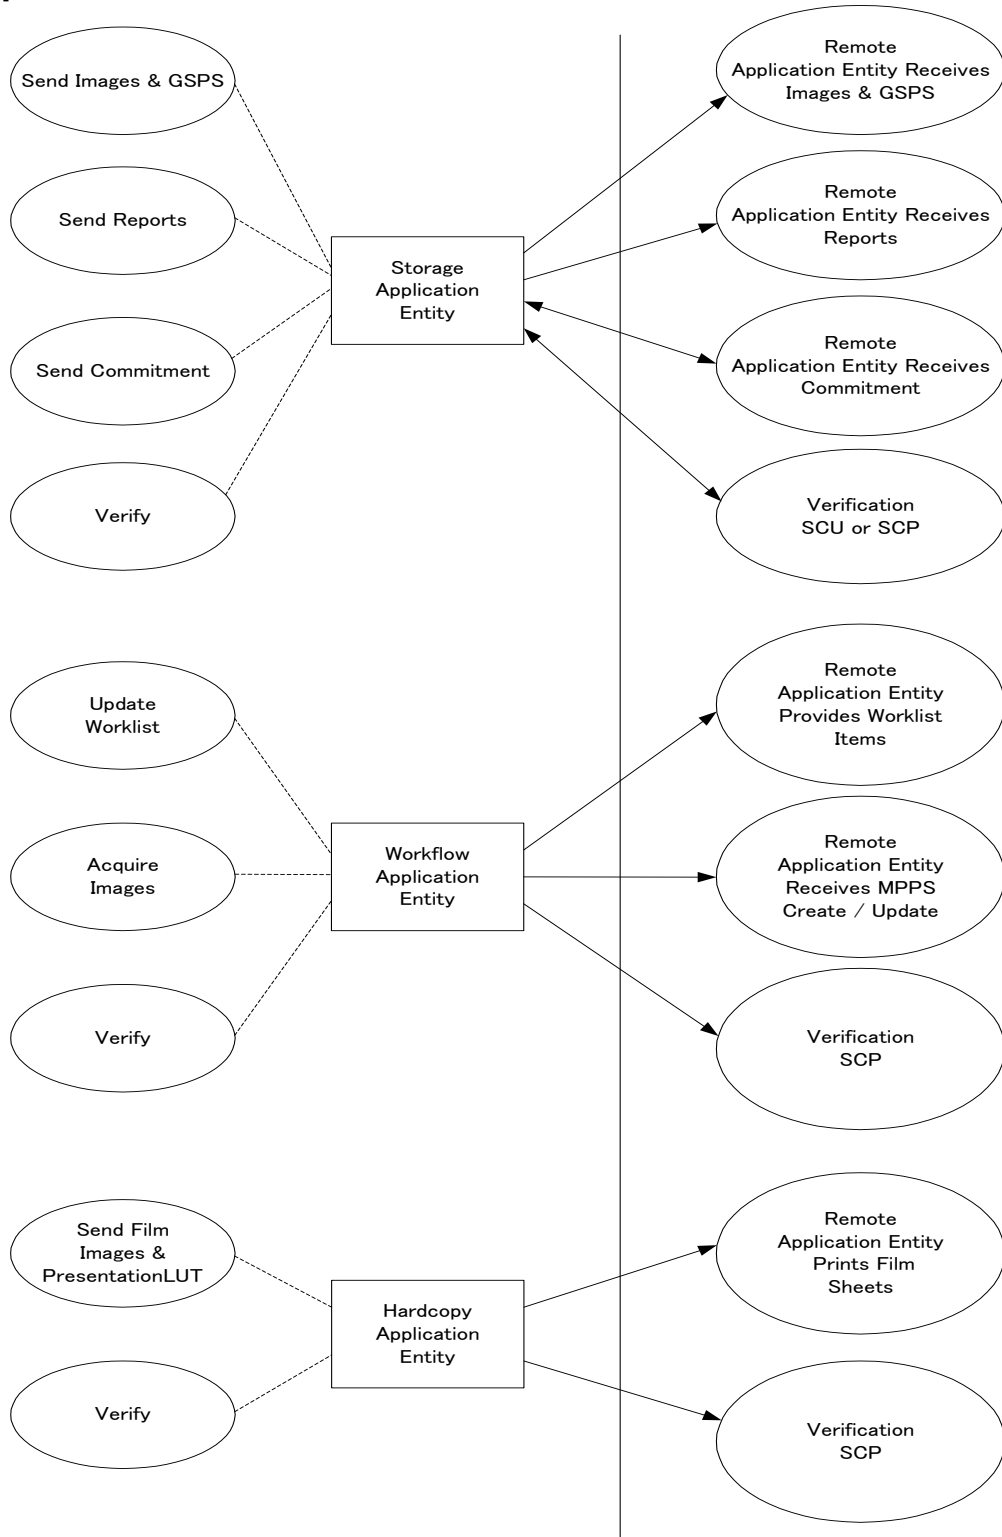 Send Images & GSPS
Send Reports
Send Commitment
Verify
Storage
Application
Entity
Remote
Application Entity Receives
Images & GSPS
Remote
Application Entity Receives
Reports
Remote
Application Entity Receives
Commitment
Verification
SCU or SCP
Update
Worklist
Acquire
Images
Verify
Workflow
Application
Entity
Remote
Application Entity
Provides Worklist
Items
Remote
Application Entity
Receives MPPS
Create / Update
Verification
SCP
Send Film
Images &
PresentationLUT
Verify
Hardcopy
Application
Entity
Remote
Application Entity
Prints Film
Sheets
Verification
SCP